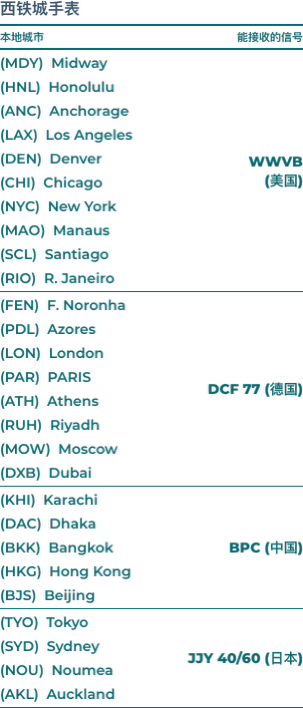 西铁城手表
本地城市 能接收的信号
(MDY) Midway
(HNL) Honolulu
(ANC) Anchorage
(LAX) Los Angeles
(DEN) Denver
(CHI) Chicago
(NYC) New York
(MAO) Manaus
(SCL) Santiago
(RIO) R. Janeiro
WWVB
(美国)
(FEN) F. Noronha
(PDL) Azores
(LON) London
(PAR) PARIS
(ATH) Athens
(RUH) Riyadh
(MOW) Moscow
(DXB) Dubai
DCF 77 (德国)
(KHI) Karachi
(DAC) Dhaka
(BKK) Bangkok
(HKG) Hong Kong
(BJS) Beijing
BPC (中国)
(TYO) Tokyo
(SYD) Sydney
(NOU) Noumea
(AKL) Auckland
JJY 40/60 (日本)